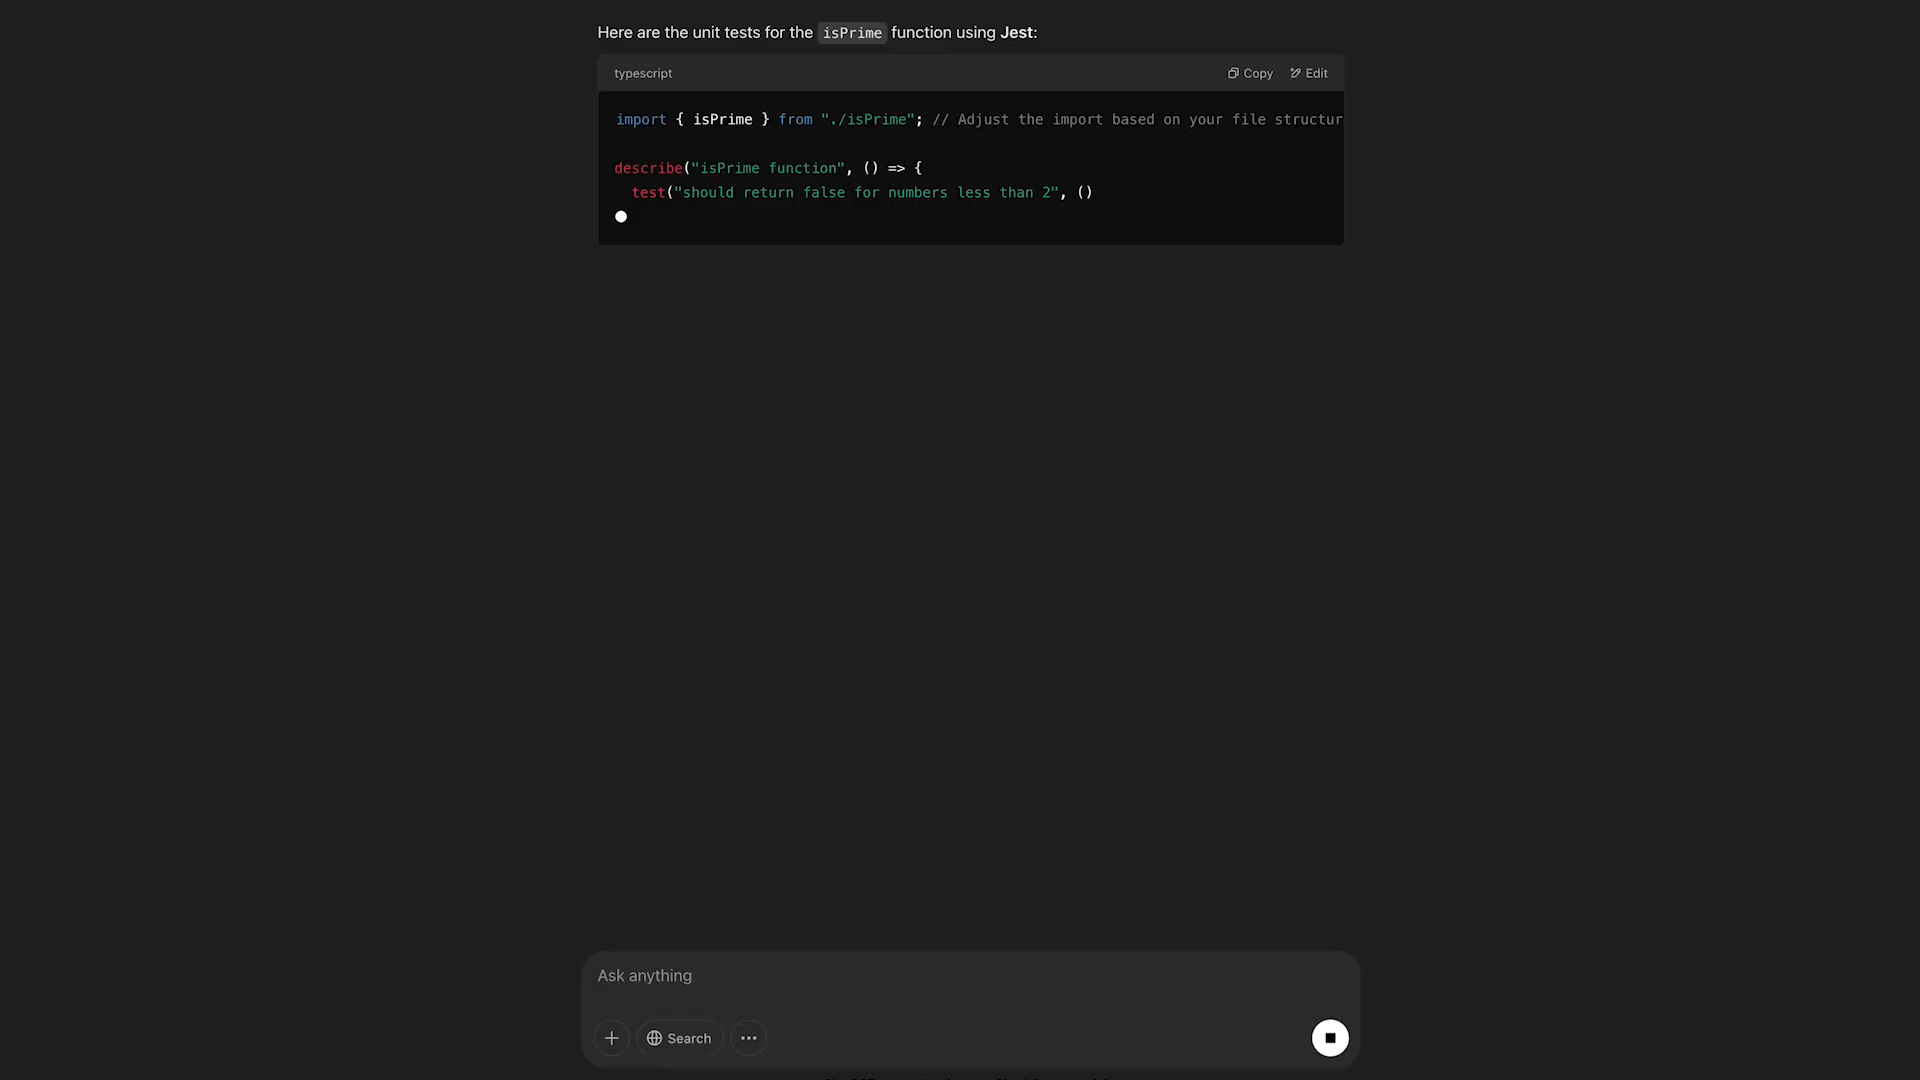 Here are the unit tests for the isPrime function using Jest:
typescript
Copy
Edit
import { isPrime } from "./isPrime"; // Adjust the import based on your file structur
describe("isPrime function", () => {
test("should return false for numbers less than 2", ()
Ask anything
Search